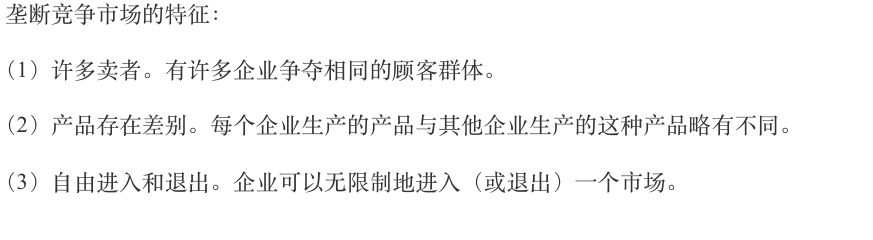 垄断竞争市场的特征：
（1）许多卖者。有许多企业争夺相同的顾客群体。
（2）产品存在差别。每个企业生产的产品与其他企业生产的这种产品略有不同。
（3）自由进入和退出。企业可以无限制地进入（或退出）一个市场。